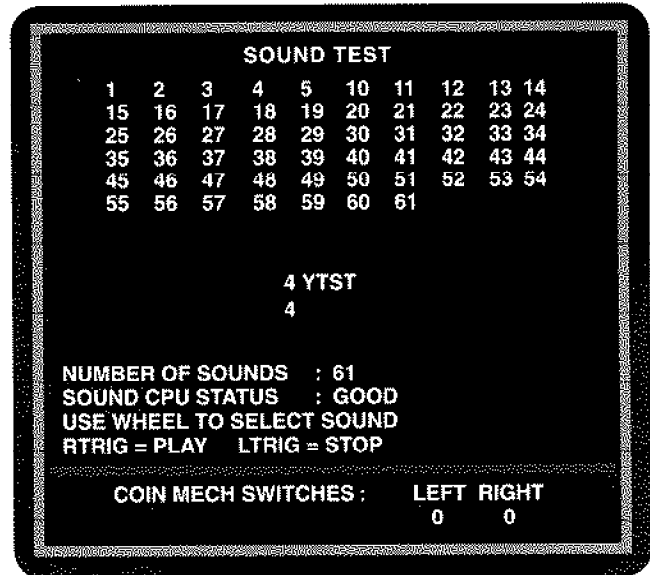 SOUND TEST
1 2 3 4 5 10 11 12 13 14
15 16 17 18 19 20 21 22 23 24
25 26 27 28 29 30 31 32 33 34
35 36 37 38 39 40 41 42 43 44
45 46 47 48 49 50 51 52 53 54
55 56 57 58 59 60 61
4 YTST
4
NUMBER OF SOUNDS : 61
SOUND CPU STATUS : GOOD
USE WHEEL TO SELECT SOUND
RTRIG = PLAY LTRIG = STOP
COIN MECH SWITCHES : LEFT RIGHT
0 0